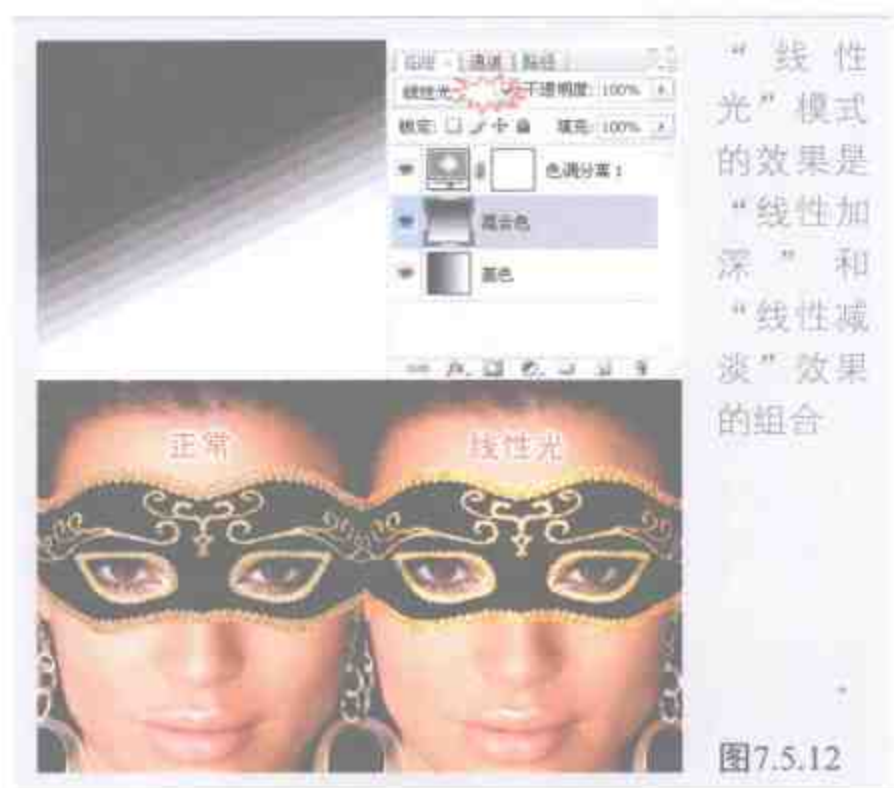 图层 通道 路径
线性光 不透明度: 100%
锁定: 填充: 100%
色调分离 1
混合色
基色
正常 线性光
“ 线 性
光”模式
的效果是
“线性加
深 ” 和
“线性减
淡”效果
的组合
图7.5.12